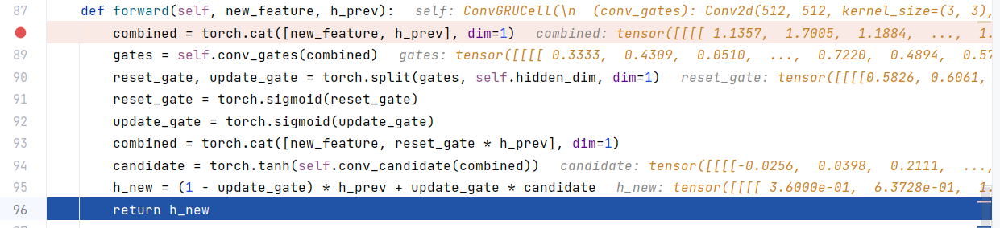 87 def forward(self, new_feature, h_prev): self: ConvGRUCell(\n (conv_gates): Conv2d(512, 512, kernel_size=(3, 3),
combined = torch.cat([new_feature, h_prev], dim=1) combined: tensor([[[[ 1.1357, 1.7005, 1.1884, ..., 1.
89 gates = self.conv_gates(combined) gates: tensor([[[[ 0.3333, 0.4309, 0.0510, ..., 0.7220, 0.4894, 0.57
90 reset_gate, update_gate = torch.split(gates, self.hidden_dim, dim=1) reset_gate: tensor([[[[0.5826, 0.6061,
91 reset_gate = torch.sigmoid(reset_gate)
92 update_gate = torch.sigmoid(update_gate)
93 combined = torch.cat([new_feature, reset_gate * h_prev], dim=1)
94 candidate = torch.tanh(self.conv_candidate(combined)) candidate: tensor([[[[-0.0256, 0.0398, 0.2111, ...,
95 h_new = (1 - update_gate) * h_prev + update_gate * candidate h_new: tensor([[[[ 3.6000e-01, 6.3728e-01, 1.
96 return h_new